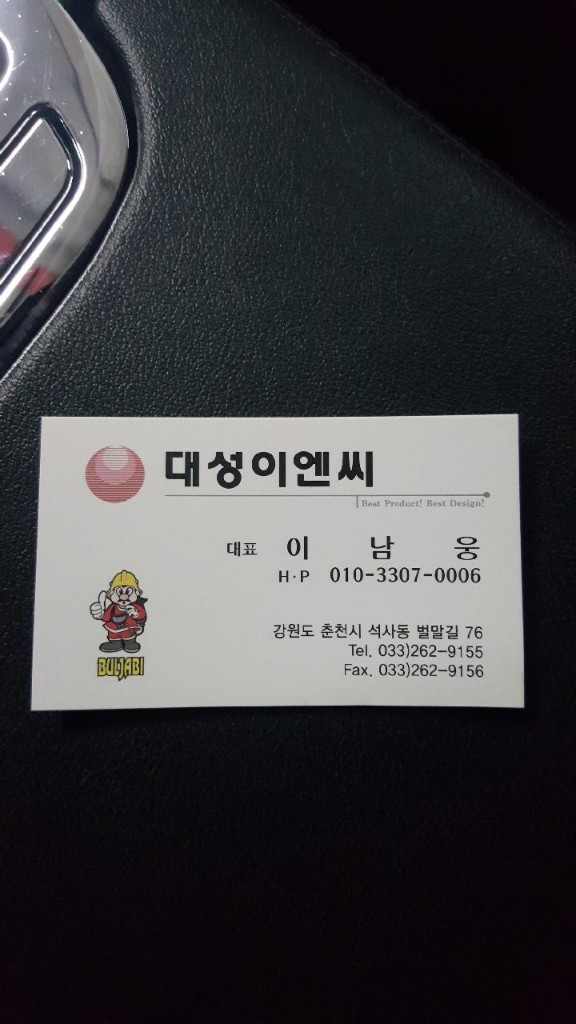 대성이엔씨
Best Product! Best Design!
대표 이 남 웅
H·P 010-3307-0006
강원도 춘천시 석사동 벌말길 76
Tel. 033)262-9155
Fax. 033)262-9156
BULJABI